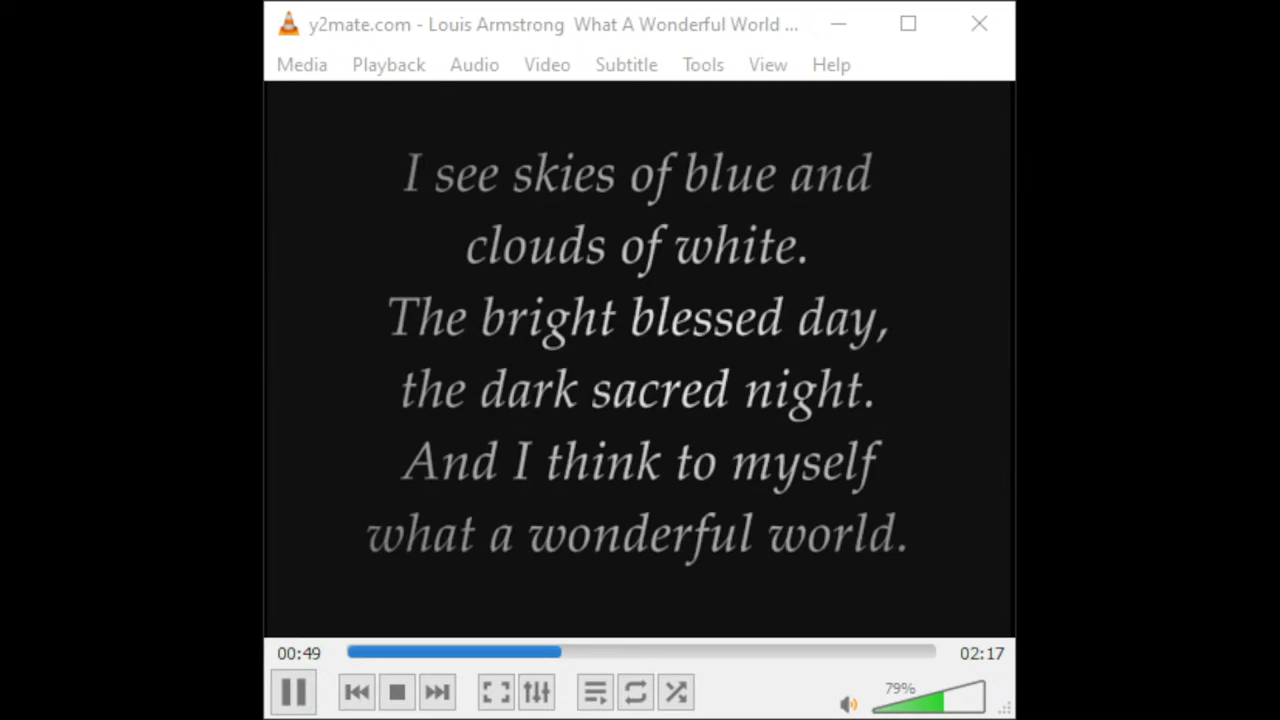 y2mate.com - Louis Armstrong What A Wonderful World ...
Media Playback Audio Video Subtitle Tools View Help
I see skies of blue and
clouds of white.
The bright blessed day,
the dark sacred night.
And I think to myself
what a wonderful world.
00:49 02:17
79%